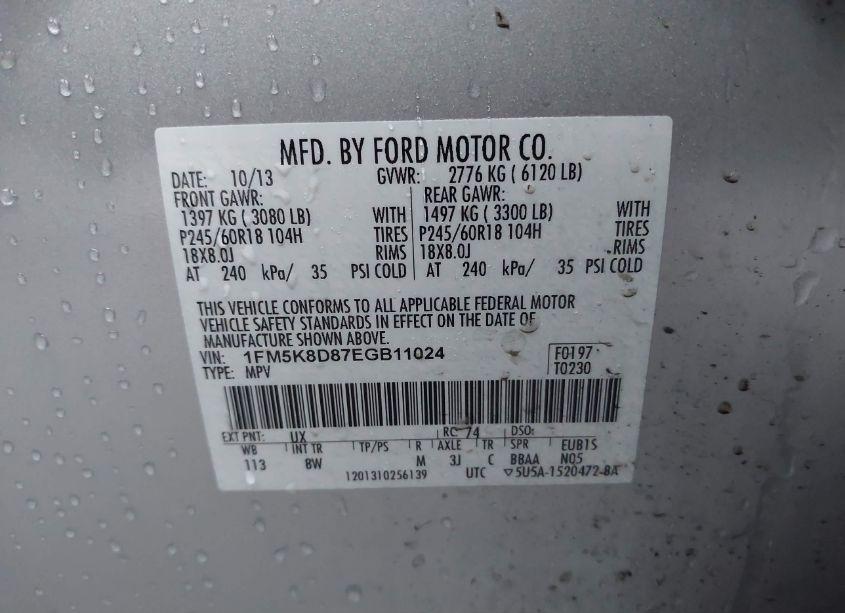 MFD. BY FORD MOTOR CO.
DATE: 10/13 GVWR: 2776 KG ( 6120 LB)
FRONT GAWR: REAR GAWR:
1397 KG ( 3080 LB) WITH 1497 KG ( 3300 LB) WITH
P245/60R18 104H TIRES P245/60R18 104H TIRES
18X8.0J RIMS 18X8.0J RIMS
AT 240 kPa/ 35 PSI COLD AT 240 kPa/ 35 PSI COLD
THIS VEHICLE CONFORMS TO ALL APPLICABLE FEDERAL MOTOR
VEHICLE SAFETY STANDARDS IN EFFECT ON THE DATE OF
MANUFACTURE SHOWN ABOVE.
VIN: 1FM5K8D87EGB11024 F0197
TYPE: MPV T0230
EXT PNT: UX RC: 74 DSO:
WB INT TR TP/PS R AXLE TR SPR EUB1S
113 8W M 3J C BBAA NO5
1201310256139 UTC ▽5U5A-1520472-8A